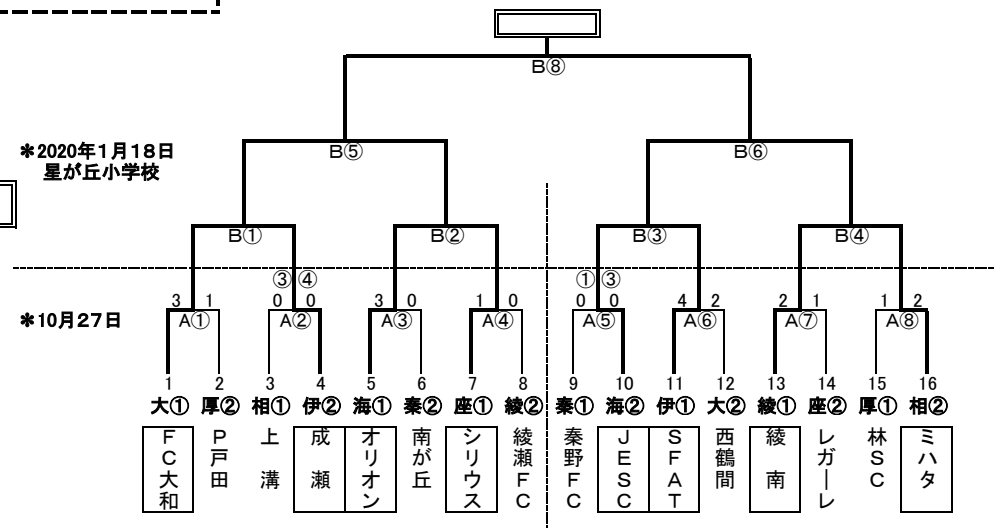 B⑧
＊2020年1月18日
星が丘小学校
B⑤ B⑥
B① B② B③ B④
③ ④ ① ③
3 1 0 0 3 0 1 0 0 0 4 2 2 1 1 2
＊10月27日
A① A② A③ A④ A⑤ A⑥ A⑦ A⑧
1 2 3 4 5 6 7 8 9 10 11 12 13 14 15 16
大① 厚② 相① 伊② 海① 秦② 座① 綾② 秦① 海② 伊① 大② 綾① 座② 厚① 相②
FC大和
P戸田
上溝
成瀬
オリオン
南が丘
シリウス
綾瀬FC
秦野FC
JESC
SFAT
西鶴間
綾南
レガーレ
林SC
ミハタ